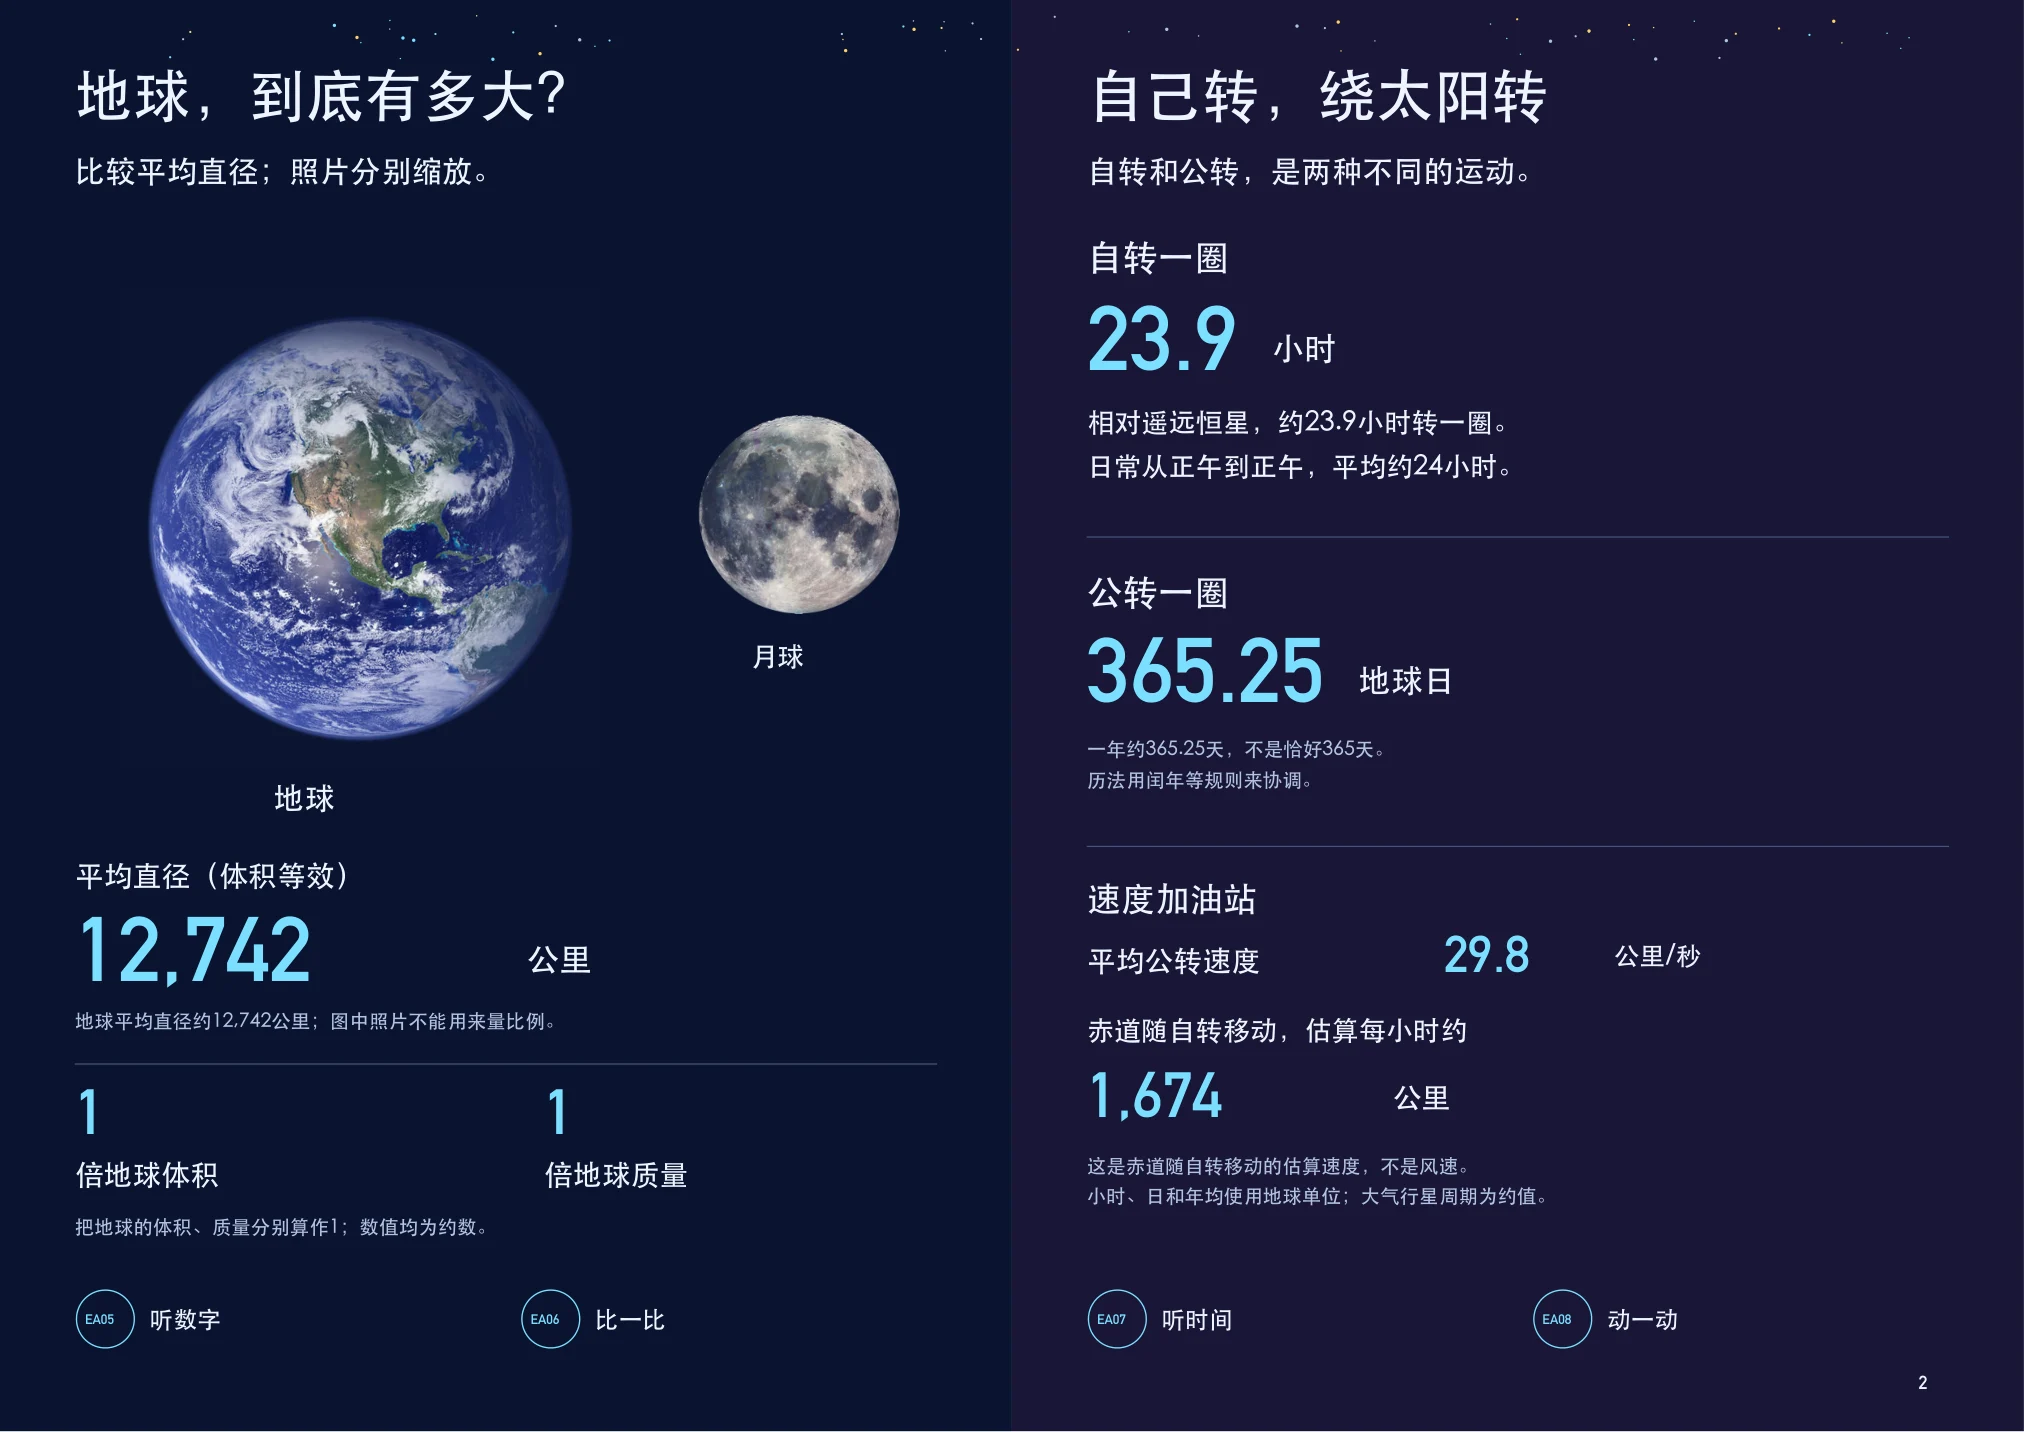 地球，到底有多大？
比较平均直径；照片分别缩放。
地球
月球
平均直径（体积等效）
12,742 公里
地球平均直径约12,742公里；图中照片不能用来量比例。
1
倍地球体积
1
倍地球质量
把地球的体积、质量分别算作1；数值均为约数。
EA05 听数字
EA06 比一比
自己转，绕太阳转
自转和公转，是两种不同的运动。
自转一圈
23.9 小时
相对遥远恒星，约23.9小时转一圈。
日常从正午到正午，平均约24小时。
公转一圈
365.25 地球日
一年约365.25天，不是恰好365天。
历法用闰年等规则来协调。
速度加油站
平均公转速度 29.8 公里/秒
赤道随自转移动，估算每小时约
1,674 公里
这是赤道随自转移动的估算速度，不是风速。
小时、日和年均使用地球单位；大气行星周期为约值。
EA07 听时间
EA08 动一动
2